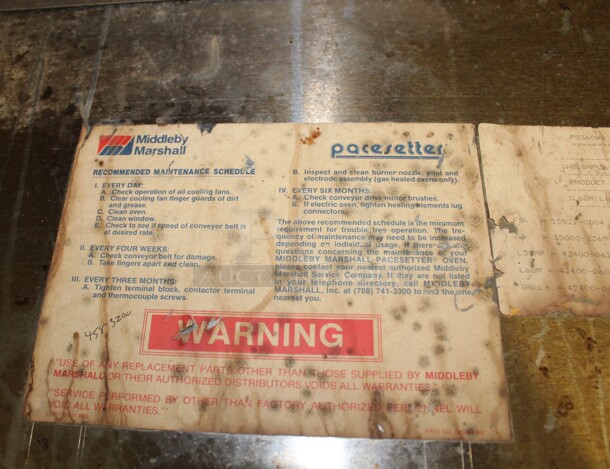 Middleby
Marshall
pacesetter
RECOMMENDED MAINTENANCE SCHEDULE
I. EVERY DAY:
A. Check operation of all cooling fans.
B. Clear cooling fan finger guards of dirt
and grease.
C. Clean oven.
D. Clean window.
E. Check to see if speed of conveyor belt is
at desired rate.
II. EVERY FOUR WEEKS:
A. Check conveyor belt for damage.
B. Take fingers apart and clean.
III. EVERY THREE MONTHS:
A. Tighten terminal block, contactor terminal
and thermocouple screws.
B. Inspect and clean burner nozzle, pilot and
electrode assembly (gas heated ovens only).
IV. EVERY SIX MONTHS:
A. Check conveyor drive motor brushes.
B. If electric oven, tighten heating elements lug
connectors.
The above recommended schedule is the minimum
requirement for trouble free operation. The fre-
quency of maintenance may need to be increased
depending on individual usage. If there are any
questions concerning the maintenance of your
MIDDLEBY MARSHALL PACESETTER OVEN,
please contact your nearest authorized Middleby
Marshall Service Company. If they are not listed
in your telephone directory, call MIDDLEBY
MARSHALL, Inc. at (708) 741-3300 to find the one
nearest you.
458-3200
WARNING
"USE OF ANY REPLACEMENT PARTS OTHER THAN THOSE SUPPLIED BY MIDDLEBY
MARSHALL OR THEIR AUTHORIZED DISTRIBUTORS VOIDS ALL WARRANTIES."
"SERVICE PERFORMED BY OTHER THAN FACTORY AUTHORIZED PERSONNEL WILL
VOID ALL WARRANTIES."